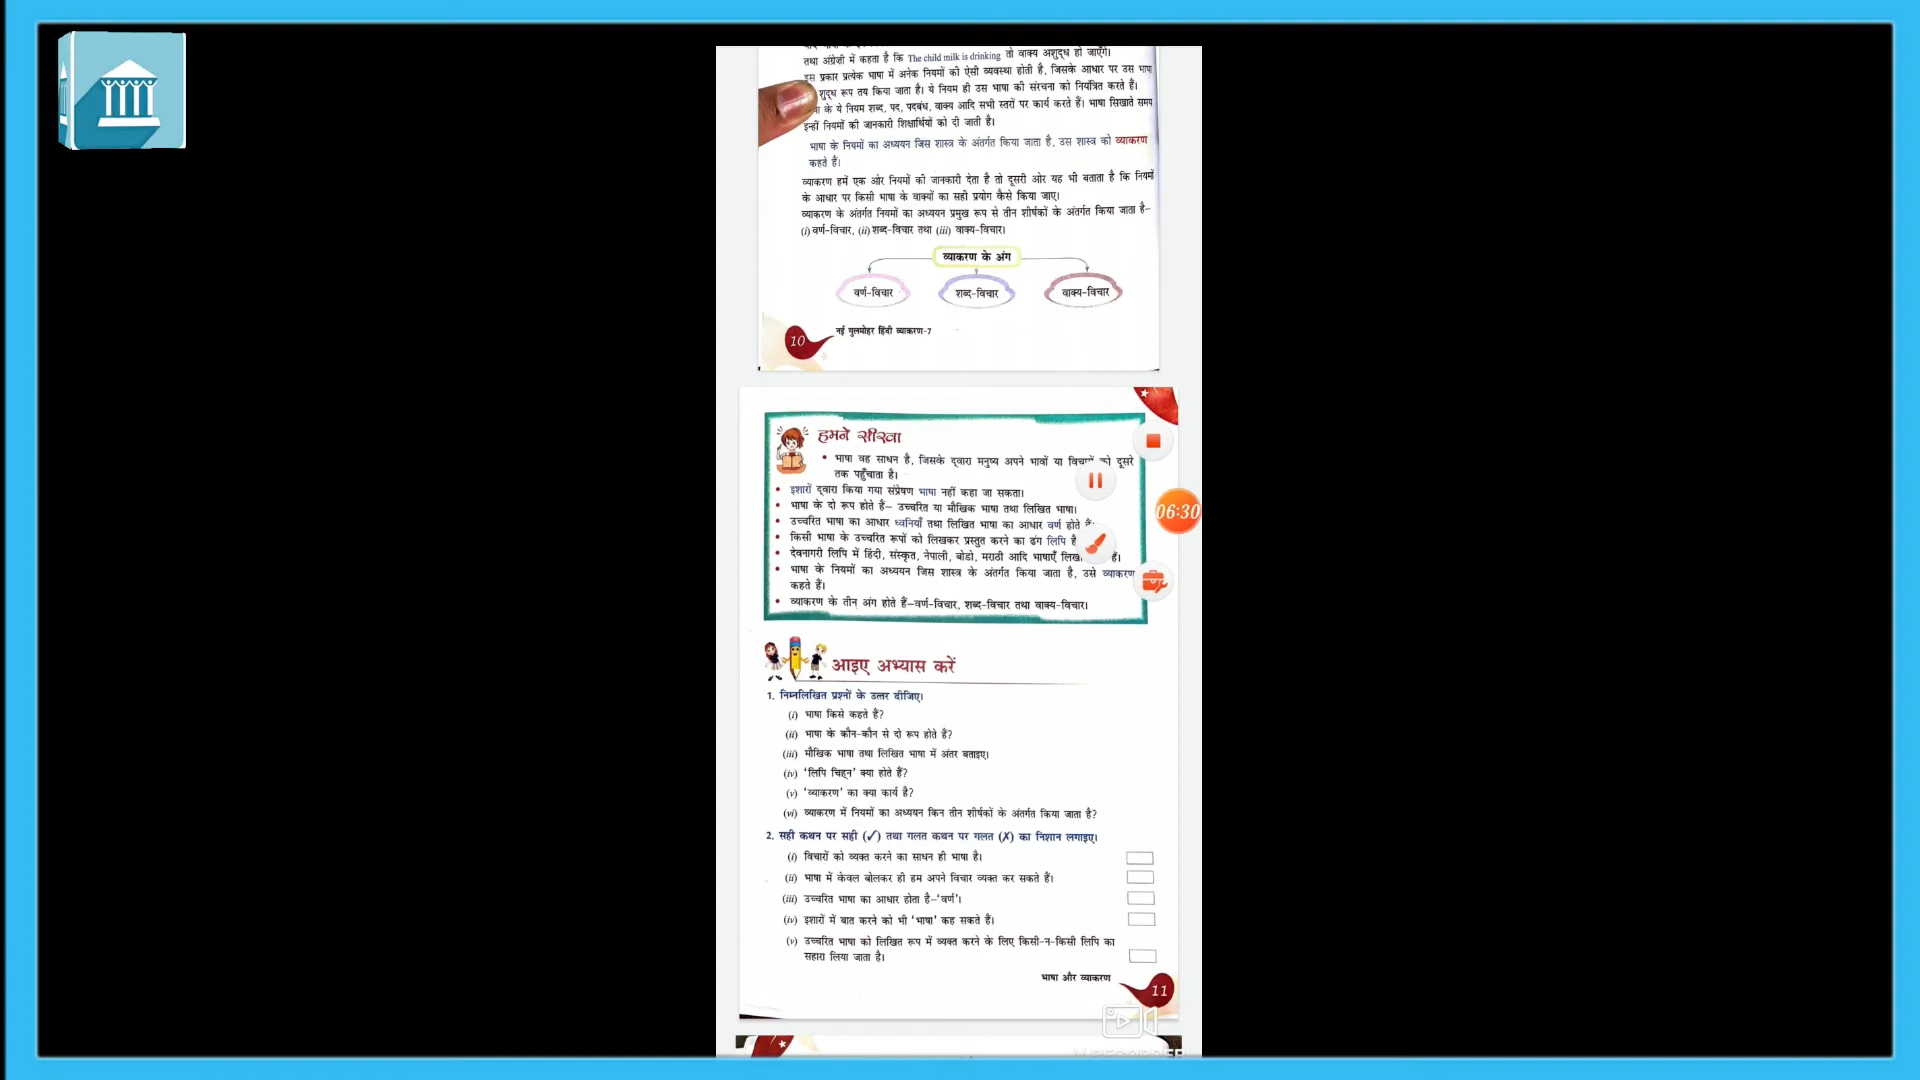 तथा अंग्रेजी में कहता है कि The child milk is drinking तो वाक्य अशुद्ध हो जाएँगे।
इस प्रकार प्रत्येक भाषा में अनेक नियमों की ऐसी व्यवस्था होती है, जिसके आधार पर उस भाषा
शुद्ध रूप तय किया जाता है। ये नियम ही उस भाषा की संरचना को नियंत्रित करते हैं।
के ये नियम शब्द, पद, पदबंध, वाक्य आदि सभी स्तरों पर कार्य करते हैं। भाषा सिखाते समय
इन्हीं नियमों की जानकारी शिक्षार्थियों को दी जाती है।
भाषा के नियमों का अध्ययन जिस शास्त्र के अंतर्गत किया जाता है, उस शास्त्र को व्याकरण
कहते हैं।
व्याकरण हमें एक ओर नियमों की जानकारी देता है तो दूसरी ओर यह भी बताता है कि नियमों
के आधार पर किसी भाषा के वाक्यों का सही प्रयोग कैसे किया जाए।
व्याकरण के अंतर्गत नियमों का अध्ययन प्रमुख रूप से तीन शीर्षकों के अंतर्गत किया जाता है–
(i) वर्ण-विचार, (ii) शब्द-विचार तथा (iii) वाक्य-विचार।
व्याकरण के अंग
वर्ण-विचार
शब्द-विचार
वाक्य-विचार
10 नई गुलमोहर हिंदी व्याकरण-7
हमने सीखा
• भाषा वह साधन है, जिसके द्वारा मनुष्य अपने भावों या विचारों को दूसरे
तक पहुँचाता है।
• इशारों द्वारा किया गया संप्रेषण भाषा नहीं कहा जा सकता।
• भाषा के दो रूप होते हैं– उच्चरित या मौखिक भाषा तथा लिखित भाषा।
• उच्चरित भाषा का आधार ध्वनियाँ तथा लिखित भाषा का आधार वर्ण होते हैं
• किसी भाषा के उच्चरित रूपों को लिखकर प्रस्तुत करने का ढंग लिपि है
• देवनागरी लिपि में हिंदी, संस्कृत, नेपाली, बोडो, मराठी आदि भाषाएँ हैं।
• भाषा के नियमों का अध्ययन जिस शास्त्र के अंतर्गत किया जाता है, उसे व्याकरण
कहते हैं।
• व्याकरण के तीन अंग होते हैं–वर्ण-विचार, शब्द-विचार तथा वाक्य-विचार।
06:30
आइए अभ्यास करें
1. निम्नलिखित प्रश्नों के उत्तर दीजिए।
(i) भाषा किसे कहते हैं?
(ii) भाषा के कौन-कौन से दो रूप होते हैं?
(iii) मौखिक भाषा तथा लिखित भाषा में अंतर बताइए।
(iv) ‘लिपि चिह्न’ क्या होते हैं?
(v) ‘व्याकरण’ का क्या कार्य है?
(vi) व्याकरण में नियमों का अध्ययन किन तीन शीर्षकों के अंतर्गत किया जाता है?
2. सही कथन पर सही (✓) तथा गलत कथन पर गलत (✗) का निशान लगाइए।
(i) विचारों को व्यक्त करने का साधन ही भाषा है।
(ii) भाषा में केवल बोलकर ही हम अपने विचार व्यक्त कर सकते हैं।
(iii) उच्चरित भाषा का आधार होता है–‘वर्ण’।
(iv) इशारों में बात करने को भी ‘भाषा’ कह सकते हैं।
(v) उच्चरित भाषा को लिखित रूप में व्यक्त करने के लिए किसी-न-किसी लिपि का
सहारा लिया जाता है।
भाषा और व्याकरण 11